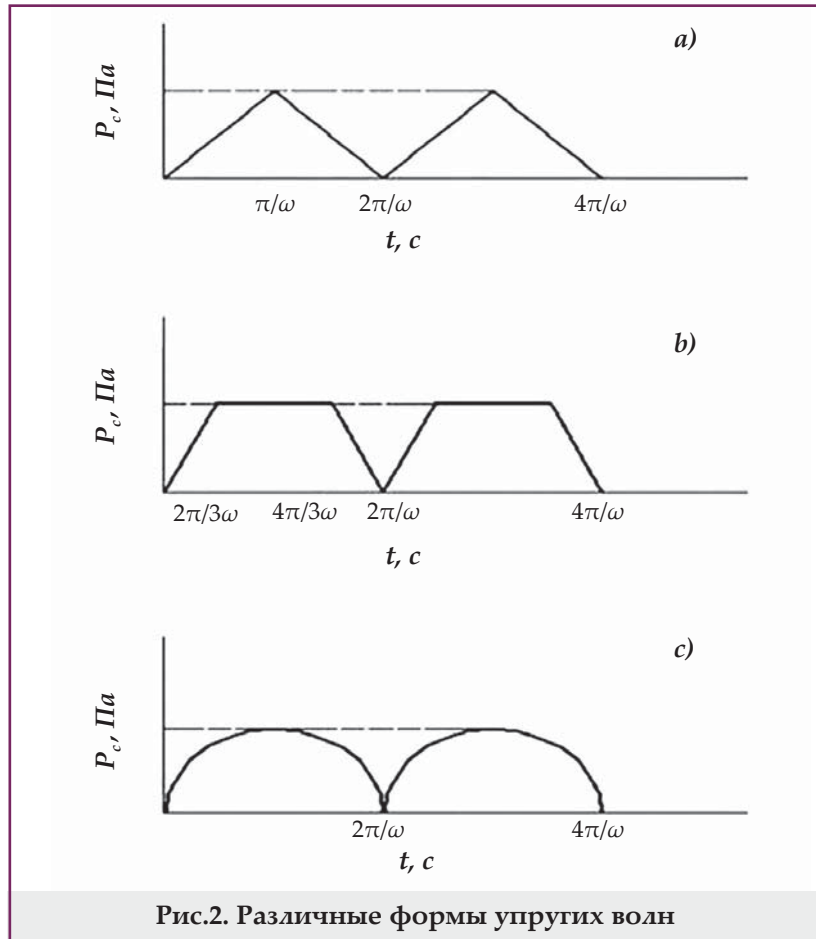 a)
P_c, Па
π/ω 2π/ω 4π/ω
t, c
b)
P_c, Па
2π/3ω 4π/3ω 2π/ω 4π/ω
t, c
c)
P_c, Па
2π/ω 4π/ω
t, c
Рис.2. Различные формы упругих волн